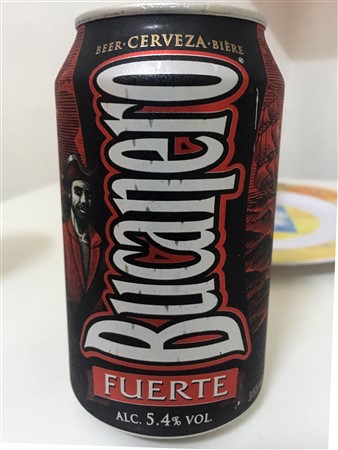 BEER·CERVEZA·BIÈRE
Bucanero
®
FUERTE
ALC. 5.4% VOL.